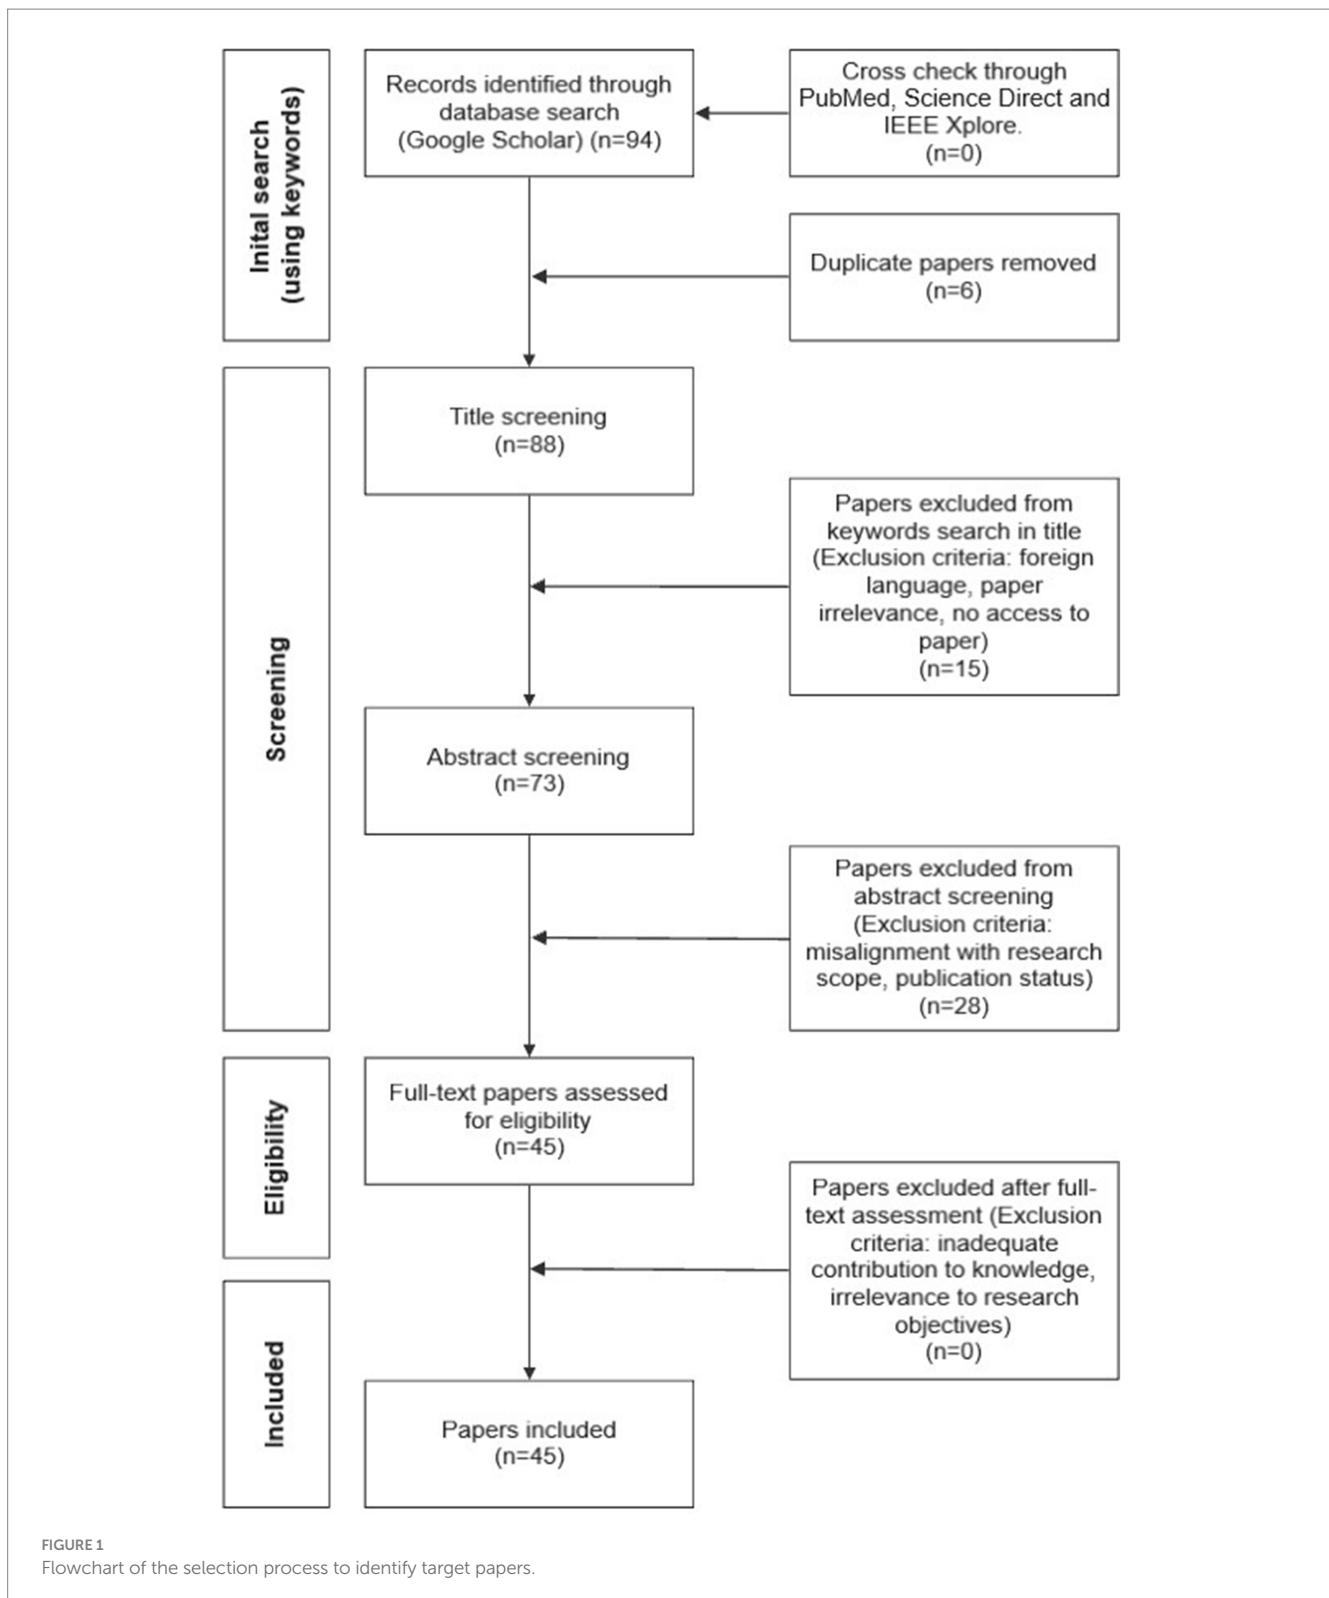 Inital search
(using keywords)
Records identified through
database search
(Google Scholar) (n=94)
Cross check through
PubMed, Science Direct and
IEEE Xplore.
(n=0)
Duplicate papers removed
(n=6)
Screening
Title screening
(n=88)
Papers excluded from
keywords search in title
(Exclusion criteria: foreign
language, paper
irrelevance, no access to
paper)
(n=15)
Abstract screening
(n=73)
Papers excluded from
abstract screening
(Exclusion criteria:
misalignment with research
scope, publication status)
(n=28)
Eligibility
Full-text papers assessed
for eligibility
(n=45)
Papers excluded after full-
text assessment (Exclusion
criteria: inadequate
contribution to knowledge,
irrelevance to research
objectives)
(n=0)
Included
Papers included
(n=45)
FIGURE 1
Flowchart of the selection process to identify target papers.